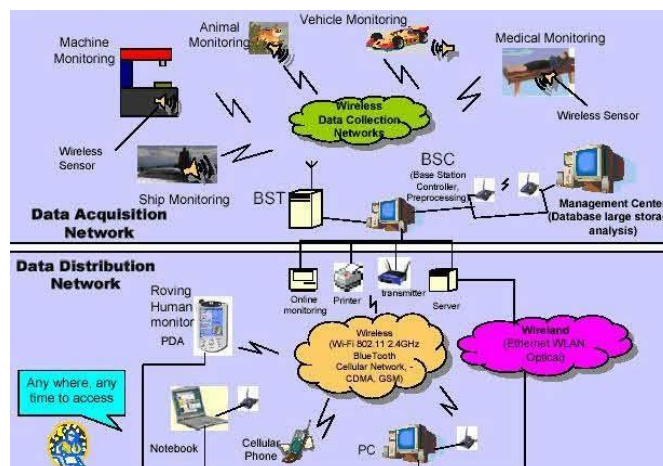 Machine
Monitoring
Animal
Monitoring
Vehicle Monitoring
Medical Monitoring
Wireless
Data Collection
Networks
Wireless Sensor
Wireless
Sensor
Ship Monitoring
BST
BSC
(Base Station
Controller,
Preprocessing)
Management Center
(Database large storag
analysis)
Data Acquisition
Network
Data Distribution
Network
Online
monitoring
Printer
transmitter
Server
Roving
Human
monitor
PDA
Wireless
(Wi-Fi 802.11 2.4GHz
BlueTooth
Cellular Network, -
CDMA, GSM)
Wireland
(Ethernet WLAN,
Optical)
Any where, any
time to access
Notebook
Cellular
Phone
PC